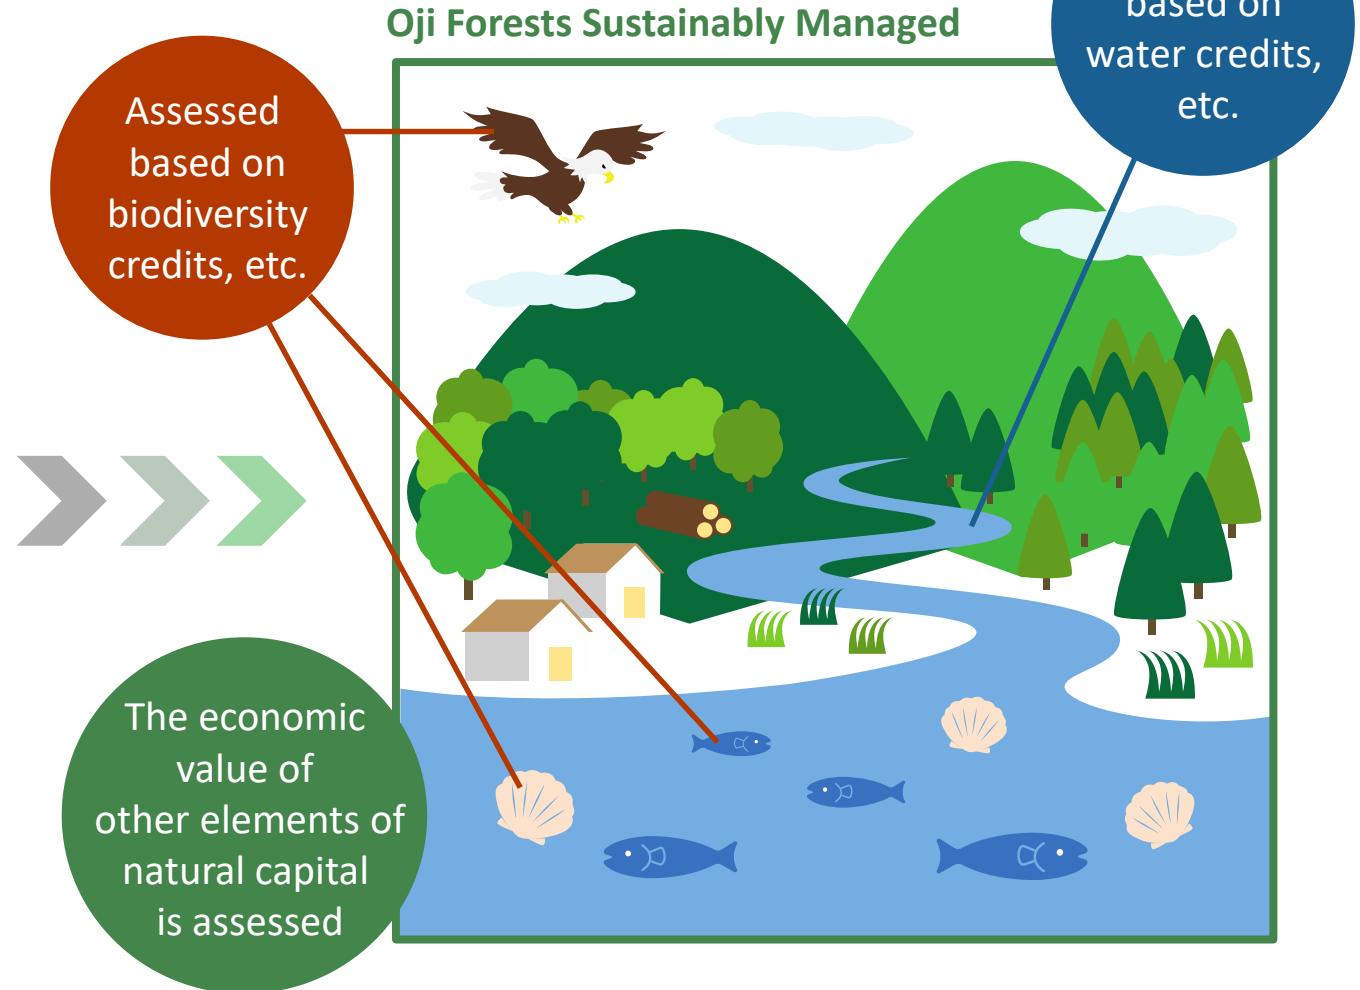 Oji Forests Sustainably Managed
based on
water credits,
etc.
Assessed
based on
biodiversity
credits, etc.
The economic
value of
other elements of
natural capital
is assessed